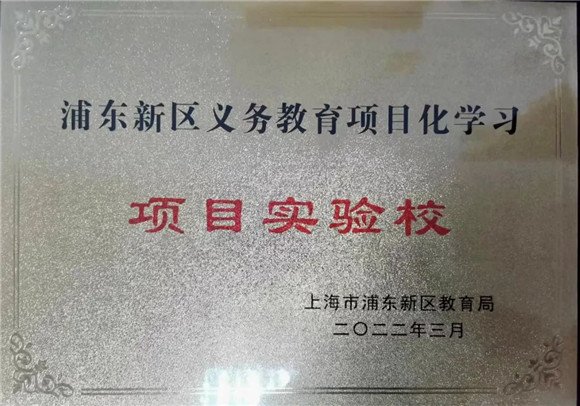 浦东新区义务教育项目化学习
项目实验校
上海市浦东新区教育局
二〇二二年三月